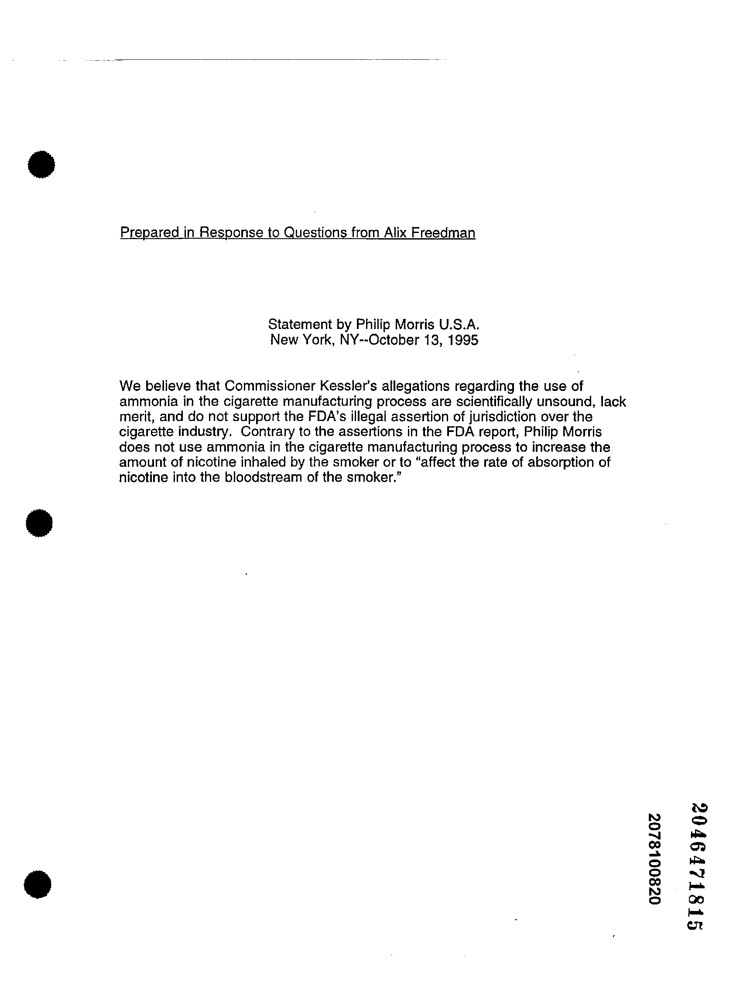 Prepared in Response to Questions from Alix Freedman
Statement by Philip Morris U.S.A.
New York, NY--October 13, 1995
We believe that Commissioner Kessler's allegations regarding the use of
ammonia in the cigarette manufacturing process are scientifically unsound, lack
merit, and do not support the FDA's illegal assertion of jurisdiction over the
cigarette industry. Contrary to the assertions in the FDA report, Philip Morris
does not use ammonia in the cigarette manufacturing process to increase the
amount of nicotine inhaled by the smoker or to "affect the rate of absorption of
nicotine into the bloodstream of the smoker."
2046471815
2078100820